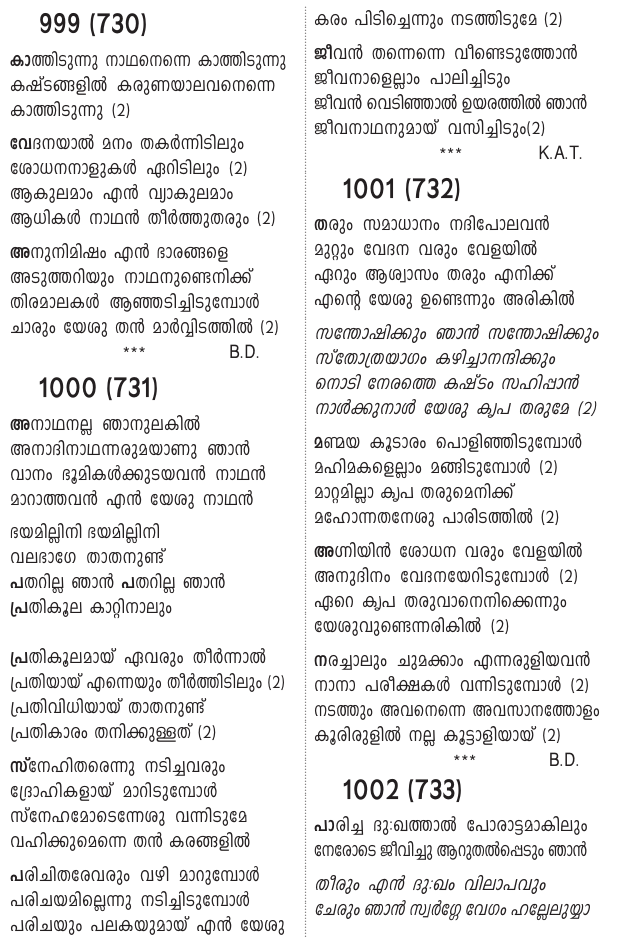 999 (730)
കാത്തിടുന്നു നാഥനെന്നെ കാത്തിടുന്നു
കഷ്ടങ്ങളിൽ കരുണയാലവനെന്നെ
കാത്തിടുന്നു (2)
വേദനയാൽ മനം തകർന്നിടിലും
ശോധനനാളുകൾ ഏറിടിലും (2)
ആകുലമാം എൻ വ്യാകുലമാം
ആധികൾ നാഥൻ തീർത്തുതരും (2)
അനുനിമിഷം എൻ ഭാരങ്ങളെ
അടുത്തറിയും നാഥനുണ്ടെനിക്ക്
തിരമാലകൾ ആഞ്ഞടിച്ചിടുമ്പോൾ
ചാരും യേശു തൻ മാർവ്വിടത്തിൽ (2)
*** B.D.
1000 (731)
അനാഥനല്ല ഞാനുലകിൽ
അനാദിനാഥന്നരുമയാണു ഞാൻ
വാനം ഭൂമികൾക്കുടയവൻ നാഥൻ
മാറാത്തവൻ എൻ യേശു നാഥൻ
ഭയമില്ലിനി ഭയമില്ലിനി
വലഭാഗേ താതനുണ്ട്
പതറില്ല ഞാൻ പതറില്ല ഞാൻ
പ്രതികൂല കാറ്റിനാലും
പ്രതികൂലമായ് ഏവരും തീർന്നാൽ
പ്രതിയായ് എന്നെയും തീർത്തിടിലും (2)
പ്രതിവിധിയായ് താതനുണ്ട്
പ്രതികാരം തനിക്കുള്ളത് (2)
സ്നേഹിതരെന്നു നടിച്ചവരും
ദ്രോഹികളായ് മാറിടുമ്പോൾ
സ്നേഹമോടെന്നേശു വന്നിടുമേ
വഹിക്കുമെന്നെ തൻ കരങ്ങളിൽ
പരിചിതരേവരും വഴി മാറുമ്പോൾ
പരിചയമില്ലെന്നു നടിച്ചിടുമ്പോൾ
പരിചയും പലകയുമായ് എൻ യേശു
കരം പിടിച്ചെന്നും നടത്തിടുമേ (2)
ജീവൻ തന്നെന്നെ വീണ്ടെടുത്തോൻ
ജീവനാളെല്ലാം പാലിച്ചിടും
ജീവൻ വെടിഞ്ഞാൽ ഉയരത്തിൽ ഞാൻ
ജീവനാഥനുമായ് വസിച്ചിടും(2)
*** K.A.T.
1001 (732)
തരും സമാധാനം നദിപോലവൻ
മുറ്റും വേദന വരും വേളയിൽ
ഏറും ആശ്വാസം തരും എനിക്ക്
എന്റെ യേശു ഉണ്ടെന്നും അരികിൽ
സന്തോഷിക്കും ഞാൻ സന്തോഷിക്കും
സ്തോത്രയാഗം കഴിച്ചാനന്ദിക്കും
നൊടി നേരത്തെ കഷ്ടം സഹിപ്പാൻ
നാൾക്കുനാൾ യേശു കൃപ തരുമേ (2)
മണ്മയ കൂടാരം പൊളിഞ്ഞിടുമ്പോൾ
മഹിമകളെല്ലാം മങ്ങിടുമ്പോൾ (2)
മാറ്റമില്ലാ കൃപ തരുമെനിക്ക്
മഹോന്നതനേശു പാരിടത്തിൽ (2)
അഗ്നിയിൻ ശോധന വരും വേളയിൽ
അനുദിനം വേദനയേറിടുമ്പോൾ (2)
ഏറെ കൃപ തരുവാനെനിക്കെന്നും
യേശുവുണ്ടെന്നരികിൽ (2)
നരച്ചാലും ചുമക്കാം എന്നരുളിയവൻ
നാനാ പരീക്ഷകൾ വന്നിടുമ്പോൾ (2)
നടത്തും അവനെന്നെ അവസാനത്തോളം
കൂരിരുളിൽ നല്ല കൂട്ടാളിയായ് (2)
*** B.D.
1002 (733)
പാരിച്ച ദുഃഖത്താൽ പോരാട്ടമാകിലും
നേരോടെ ജീവിച്ചു ആറുതൽപ്പെടും ഞാൻ
തീരും എൻ ദുഃഖം വിലാപവും
ചേരും ഞാൻ സ്വർഗ്ഗേ വേഗം ഹല്ലേലുയ്യാ